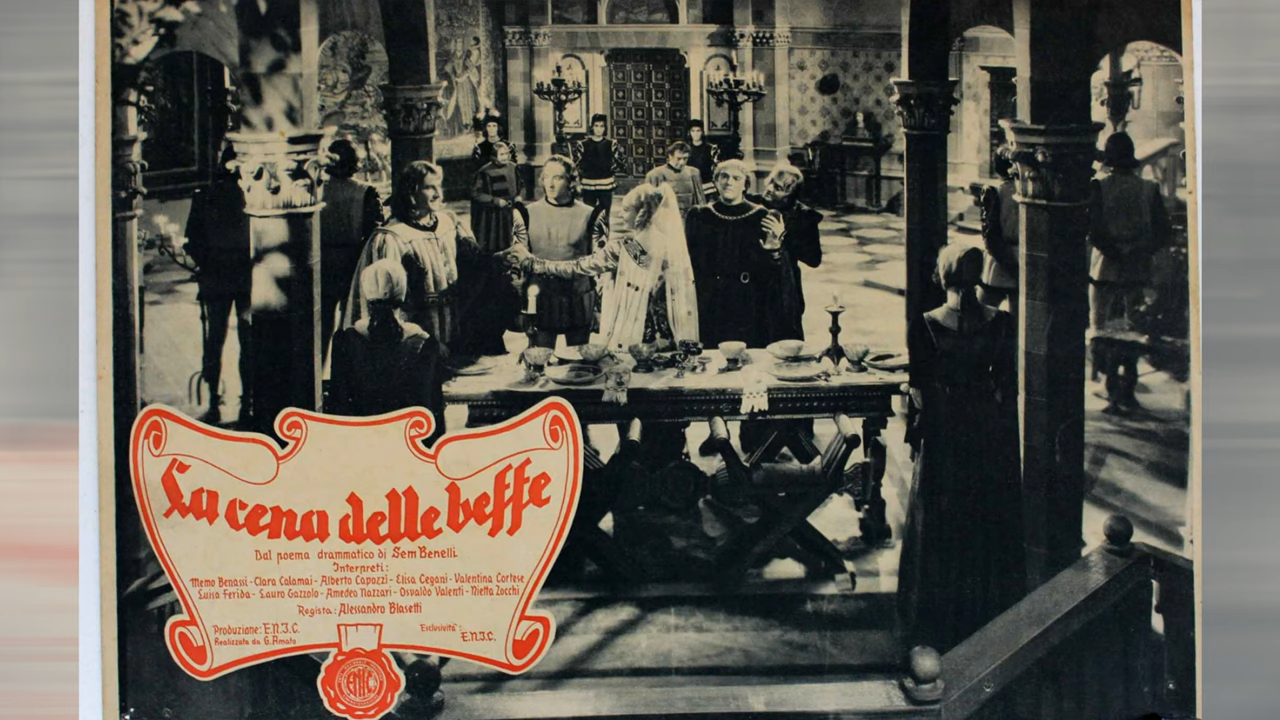 La cena delle beffe
Dal poema drammatico di Sem Benelli
Interpreti:
Memo Benassi - Clara Calamai - Alberto Capozzi - Elisa Cegani - Valentina Cortese
Luisa Ferida - Lauro Gazzolo - Amedeo Nazzari - Osvaldo Valenti - Nietta Zocchi
Regista: Alessandro Blasetti
Produzione: E.N.I.C.
Realizzata da G. Amato
Esclusività:
E.N.I.C.
ENIC